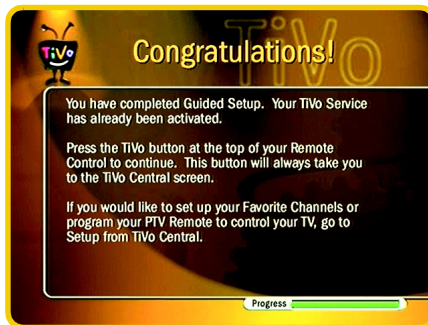 TiVo
Congratulations!
TiVo
You have completed Guided Setup. Your TiVo Service
has already been activated.
Press the TiVo button at the top of your Remote
Control to continue. This button will always take you
to the TiVo Central screen.
If you would like to set up your Favorite Channels or
program your PTV Remote to control your TV, go to
Setup from TiVo Central.
Progress